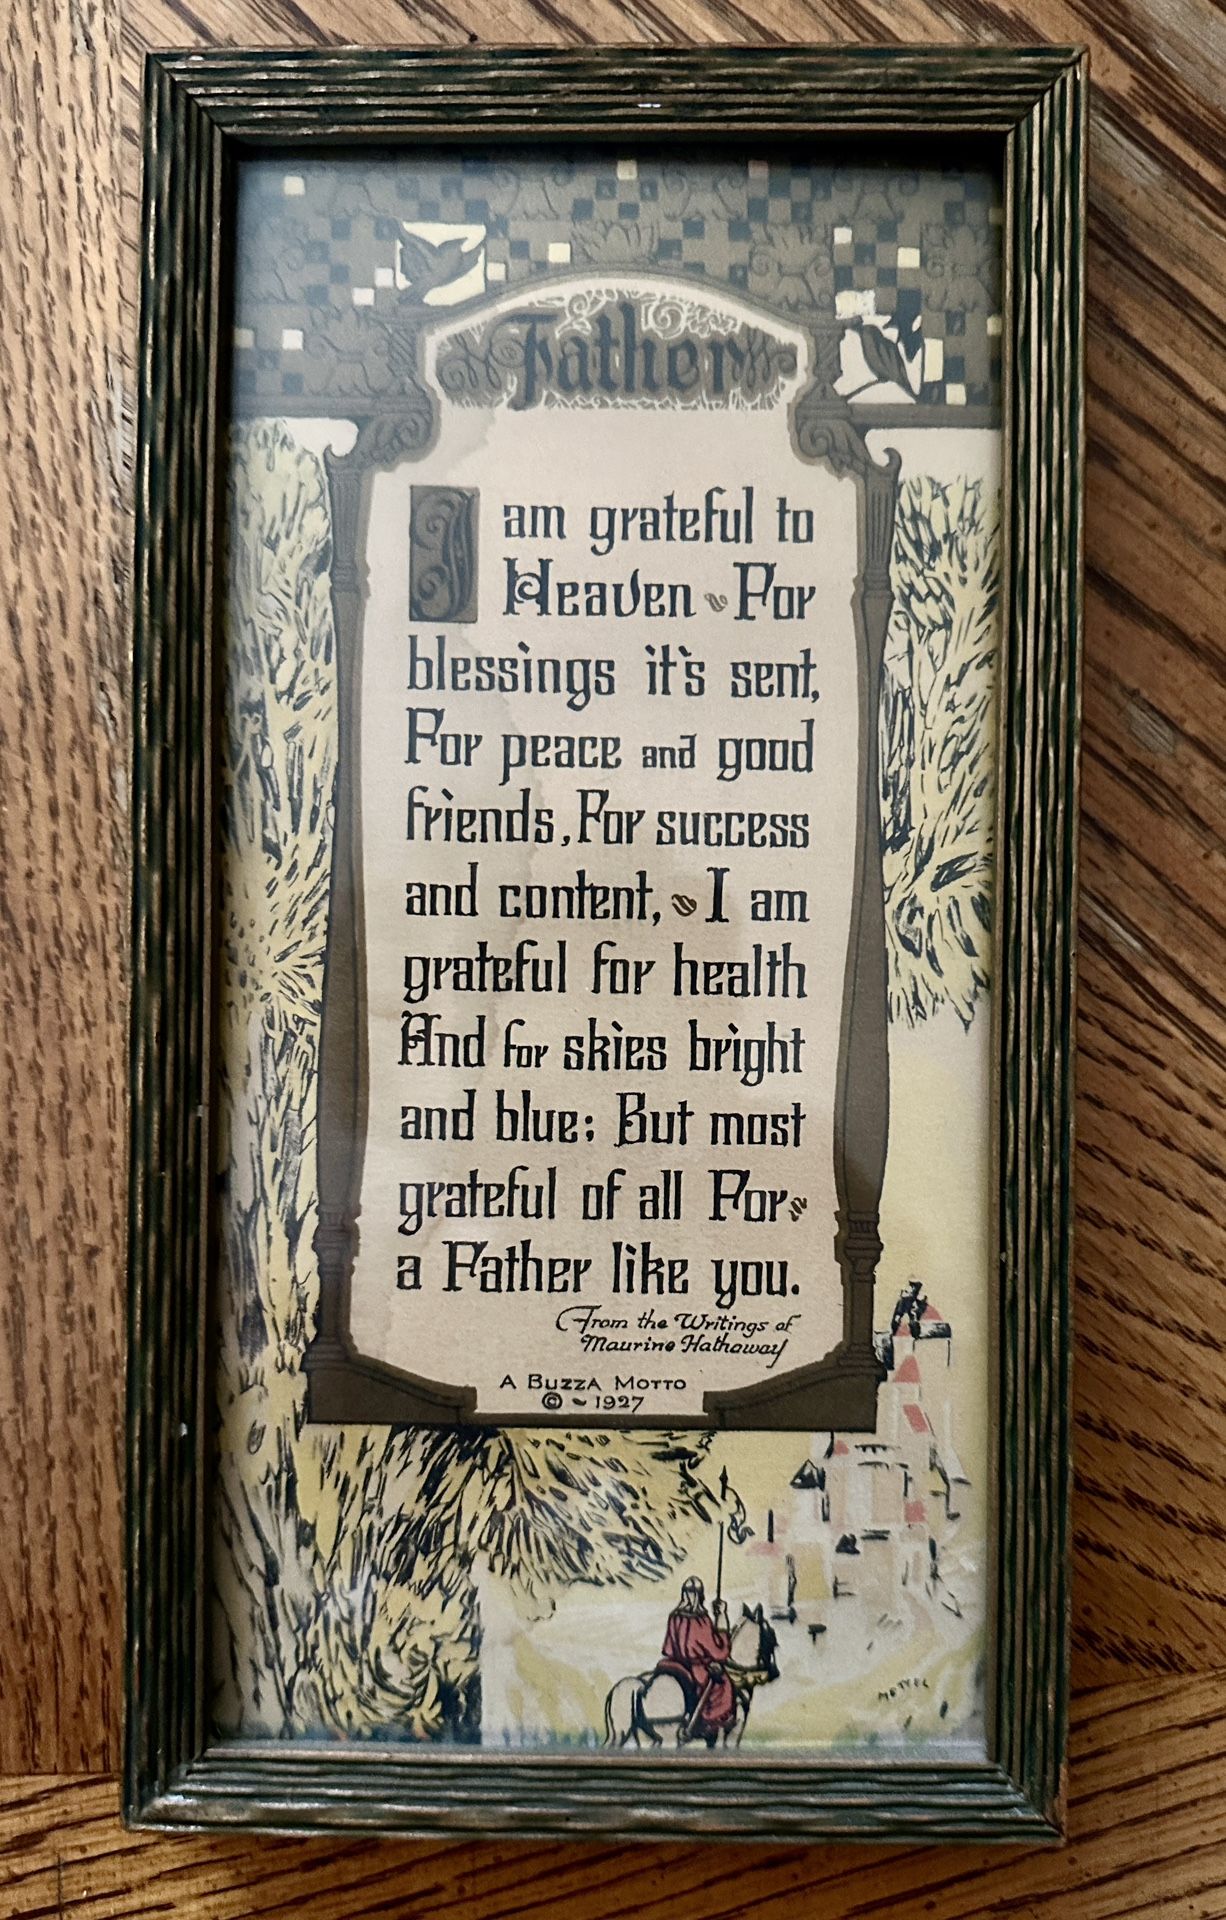 Father
I am grateful to
Heaven ~ For
blessings it's sent,
For peace and good
friends, For success
and content, ~ I am
grateful for health
And for skies bright
and blue; But most
grateful of all For ~
a Father like you.
From the Writings of
Maurine Hathaway
A BUZZA MOTTO
© ~ 1927